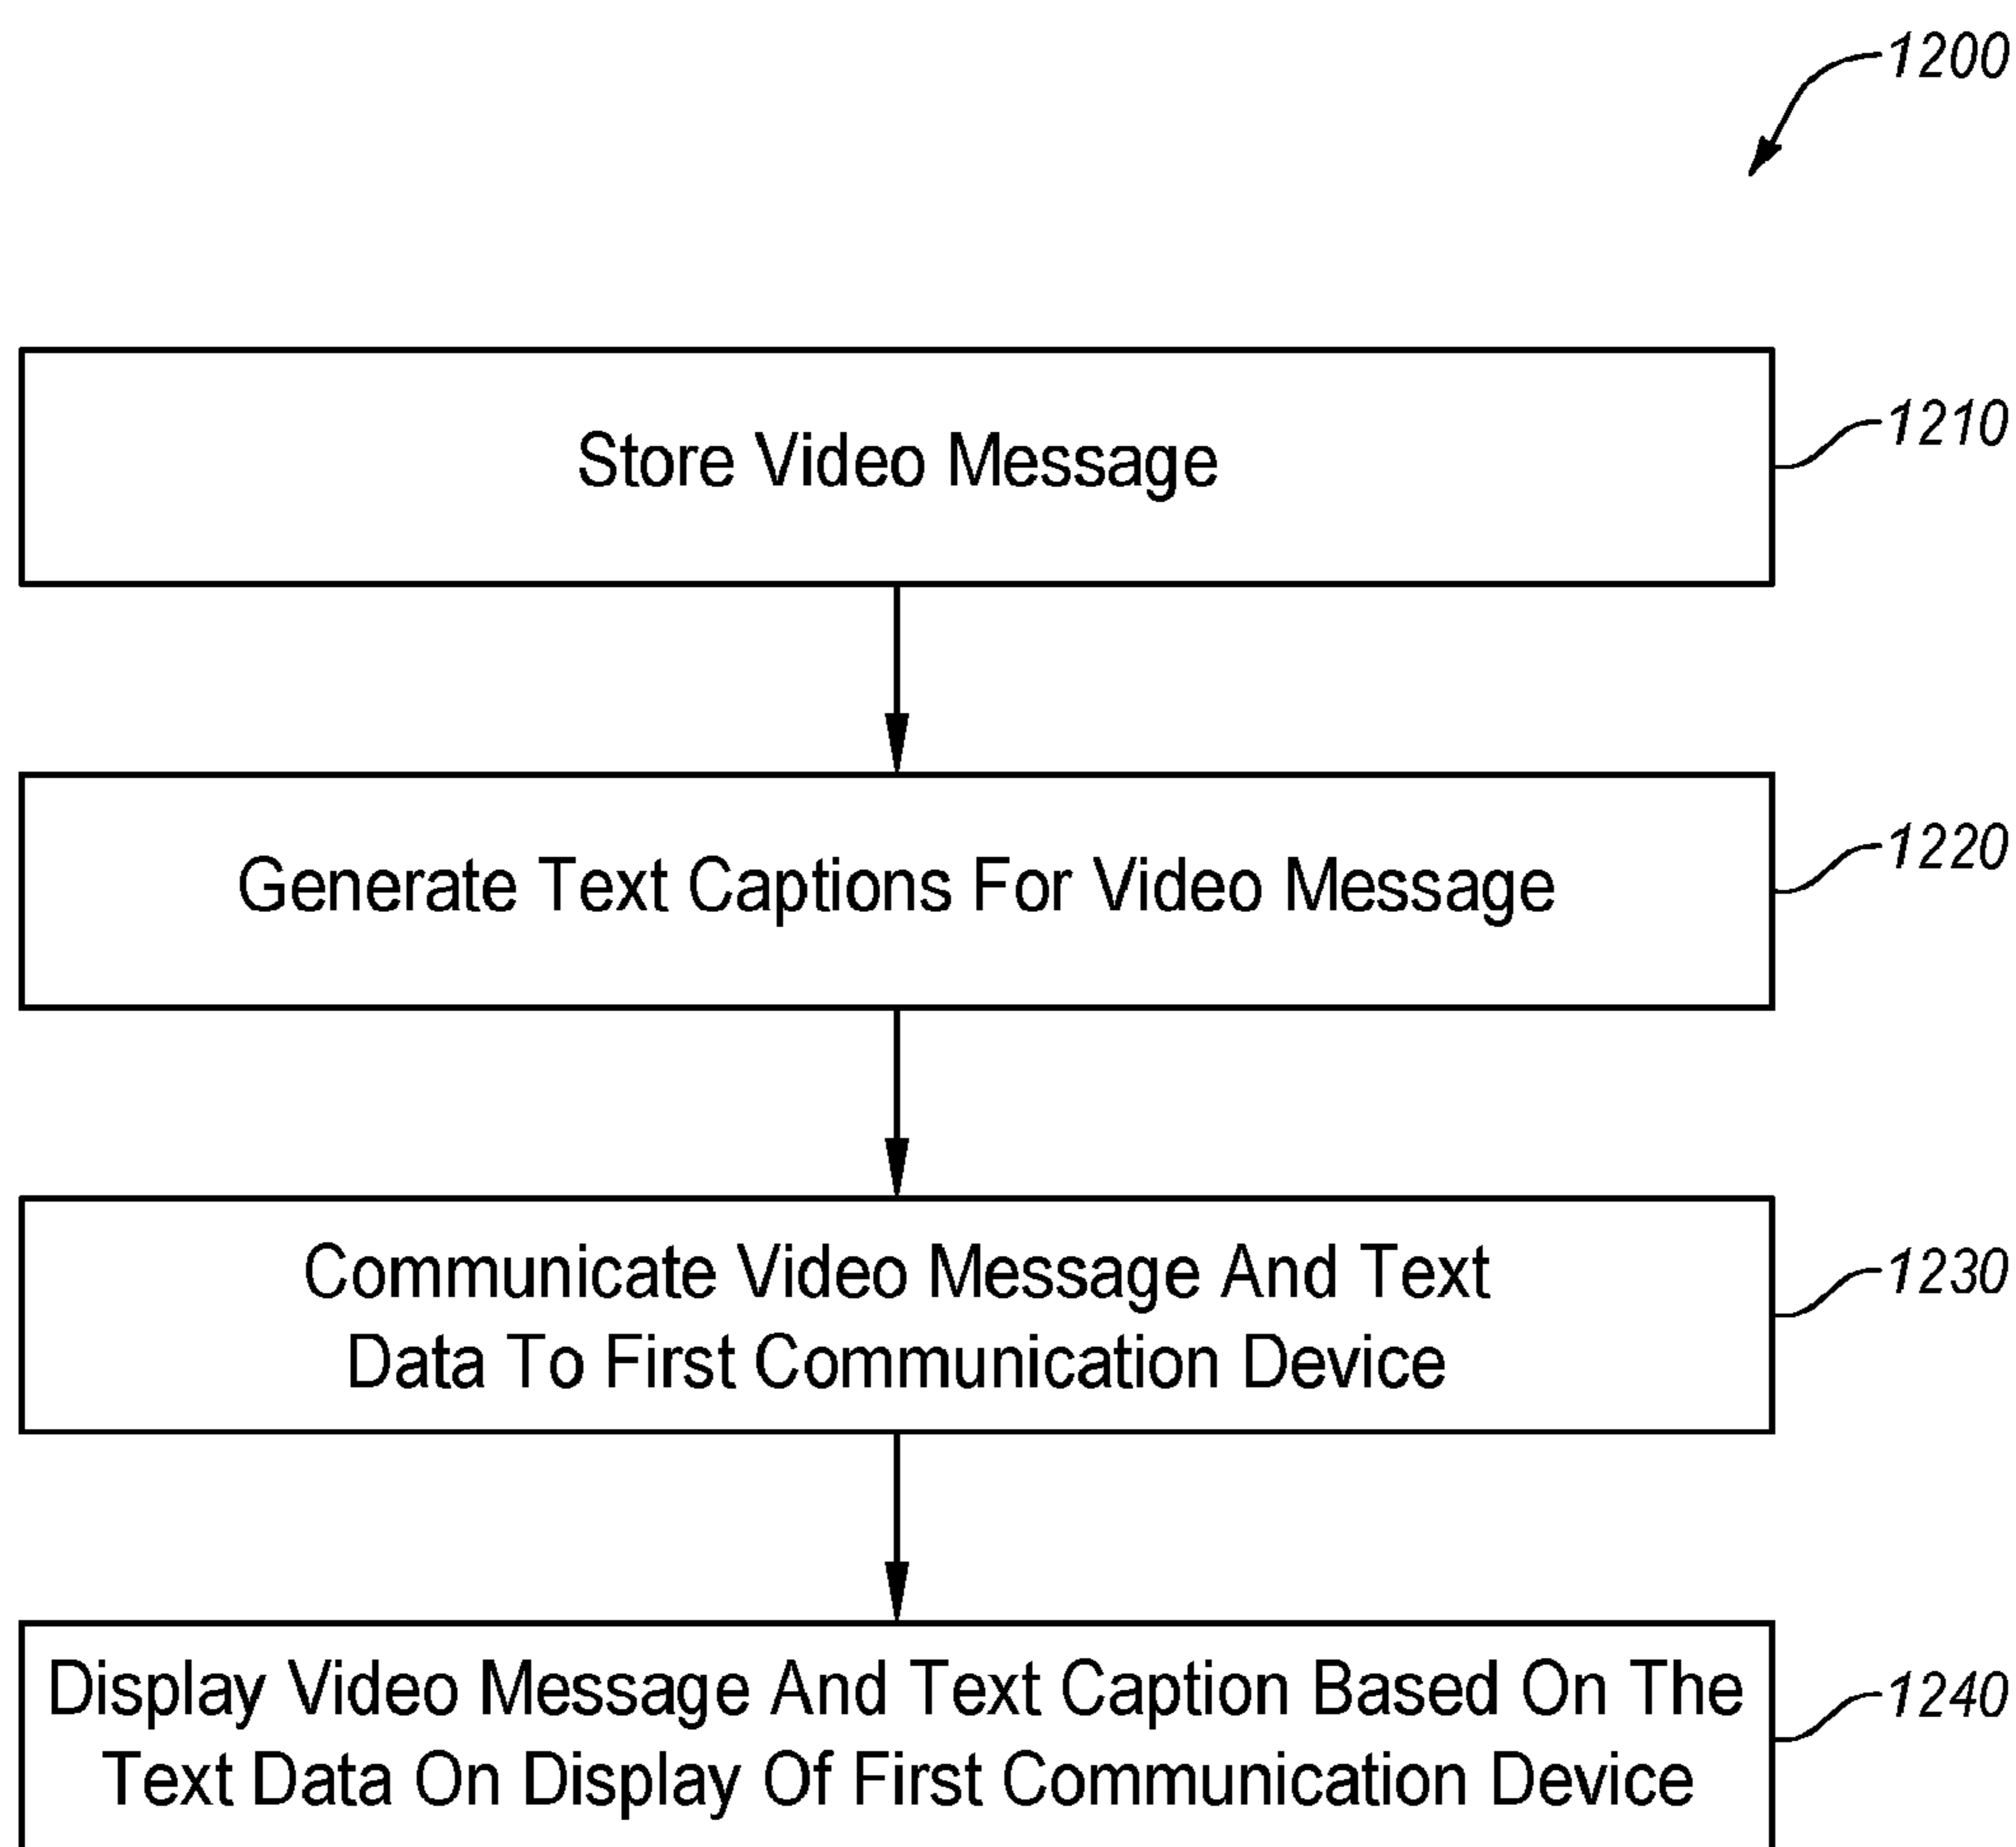 1200
Store Video Message
1210
Generate Text Captions For Video Message
1220
Communicate Video Message And Text
Data To First Communication Device
1230
Display Video Message And Text Caption Based On The
Text Data On Display Of First Communication Device
1240